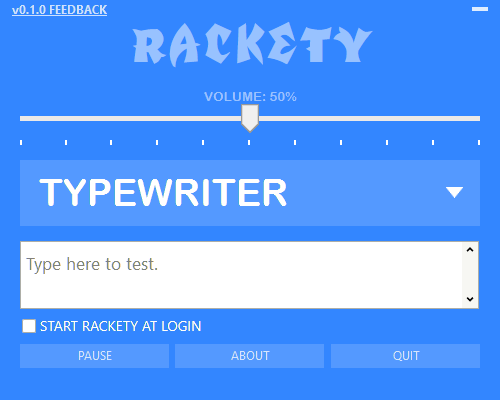 v0.1.0 FEEDBACK
RACKETY
VOLUME: 50%
TYPEWRITER
Type here to test.
START RACKETY AT LOGIN
PAUSE ABOUT QUIT